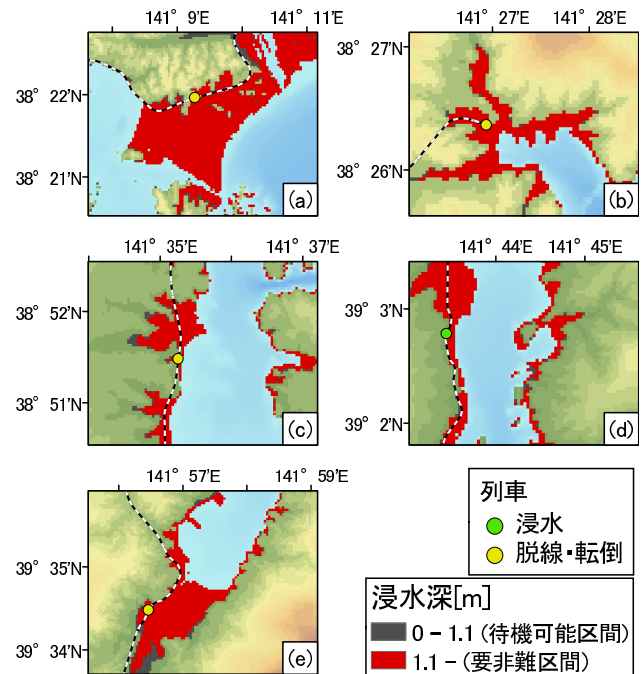 141° 9'E 141° 11'E
38° 22'N
38° 21'N
(a)
141° 27'E 141° 28'E
38° 27'N
38° 26'N
(b)
141° 35'E 141° 37'E
38° 52'N
38° 51'N
(c)
141° 44'E 141° 45'E
39° 3'N
39° 2'N
(d)
141° 57'E 141° 59'E
39° 35'N
39° 34'N
(e)
列車
浸水
脱線・転倒
浸水深[m]
0 - 1.1 (待機可能区間)
1.1 - (要非難区間)